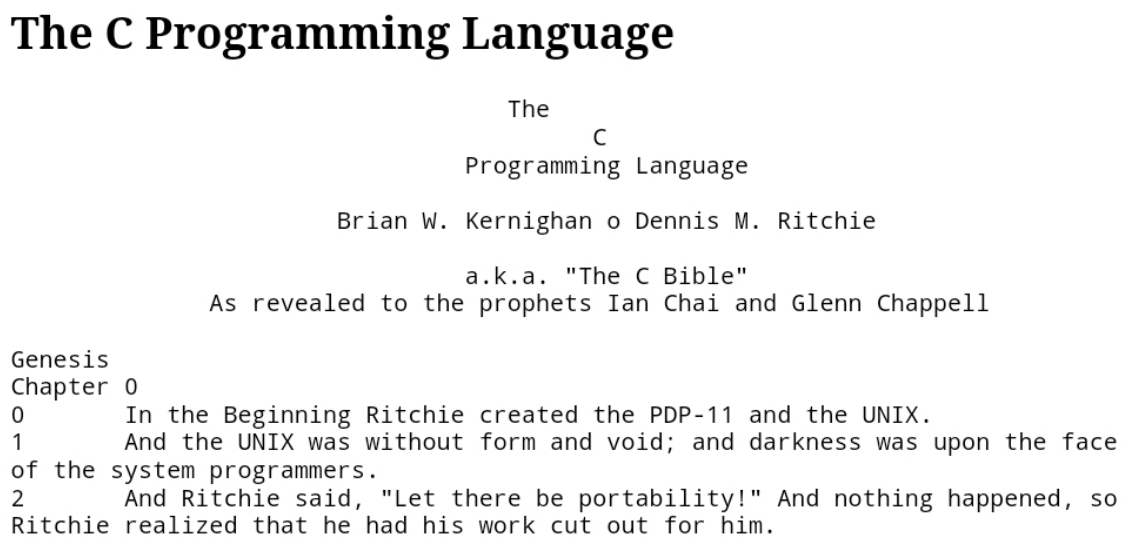 The C Programming Language
The
C
Programming Language
Brian W. Kernighan o Dennis M. Ritchie
a.k.a. "The C Bible"
As revealed to the prophets Ian Chai and Glenn Chappell
Genesis
Chapter 0
0 In the Beginning Ritchie created the PDP-11 and the UNIX.
1 And the UNIX was without form and void; and darkness was upon the face
of the system programmers.
2 And Ritchie said, "Let there be portability!" And nothing happened, so
Ritchie realized that he had his work cut out for him.